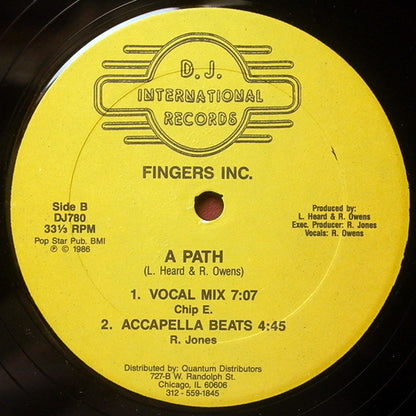 D.J.
INTERNATIONAL
RECORDS
FINGERS INC.
Side B
DJ780
33⅓ RPM
Pop Star Pub. BMI
℗ © 1986
Produced by:
L. Heard & R. Owens
Exec. Producer: R. Jones
Vocals: R. Owens
A PATH
(L. Heard & R. Owens)
1. VOCAL MIX 7:07
Chip E.
2. ACCAPELLA BEATS 4:45
R. Jones
Distributed by: Quantum Distributors
727-B W. Randolph St.
Chicago, IL 60606
312 - 559-1845